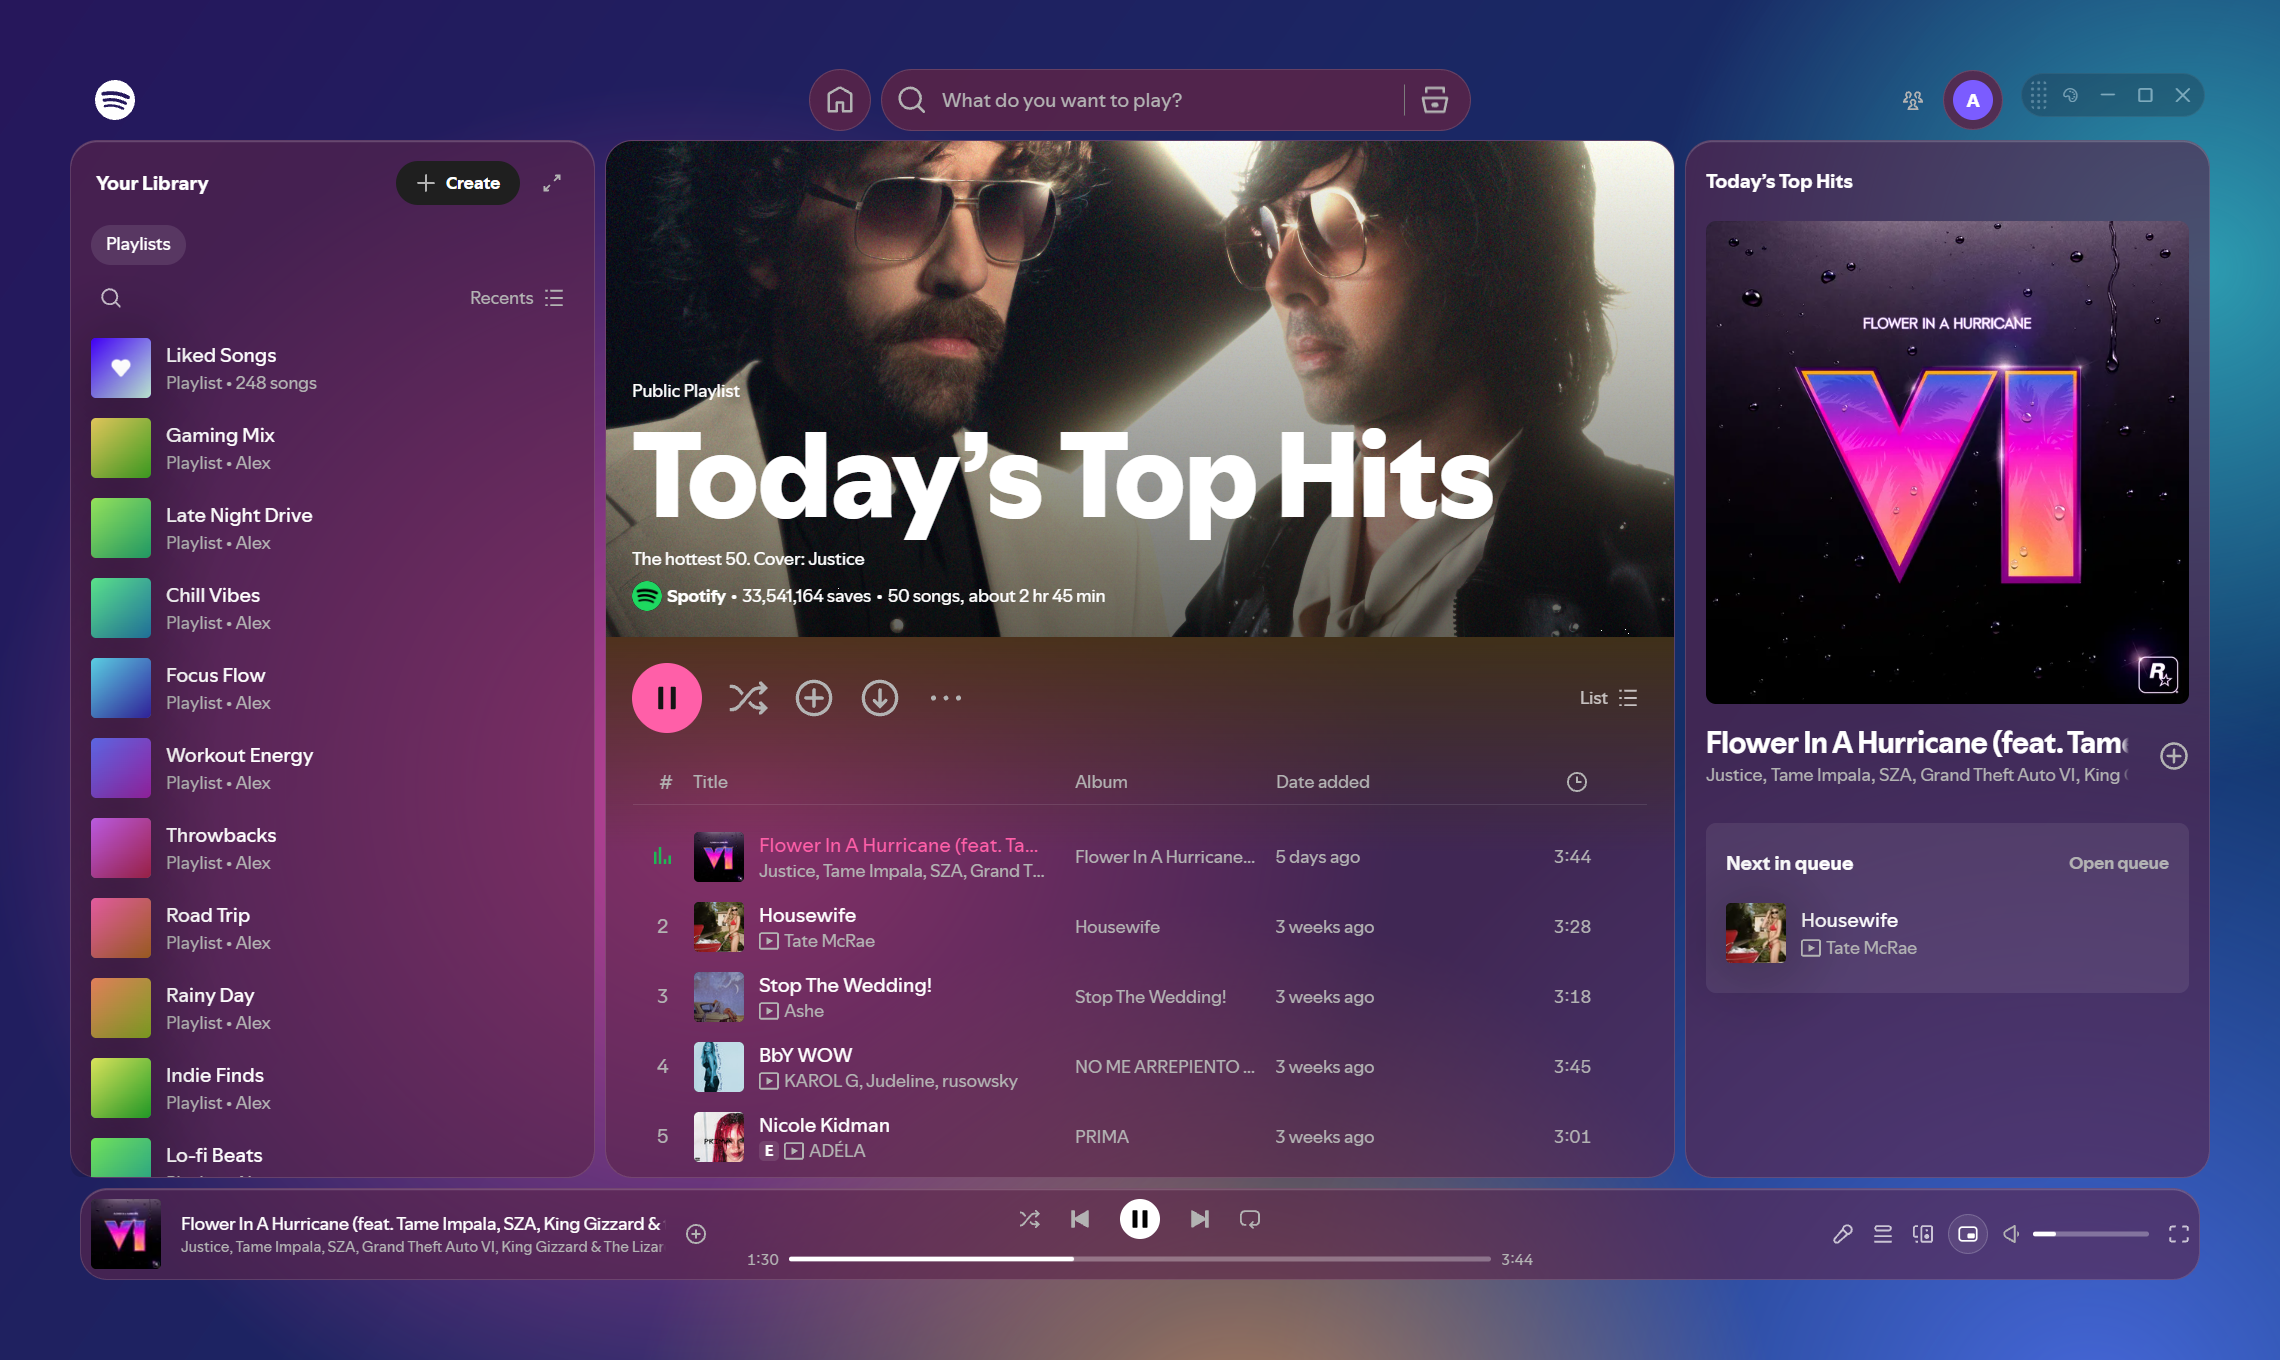 What do you want to play?
A
Your Library
Create
Playlists
Recents
Liked Songs
Playlist • 248 songs
Gaming Mix
Playlist • Alex
Late Night Drive
Playlist • Alex
Chill Vibes
Playlist • Alex
Focus Flow
Playlist • Alex
Workout Energy
Playlist • Alex
Throwbacks
Playlist • Alex
Road Trip
Playlist • Alex
Rainy Day
Playlist • Alex
Indie Finds
Playlist • Alex
Lo-fi Beats
Public Playlist
Today's Top Hits
The hottest 50. Cover: Justice
Spotify • 33,541,164 saves • 50 songs, about 2 hr 45 min
List
# Title Album Date added
Flower In A Hurricane (feat. Ta...
Justice, Tame Impala, SZA, Grand T...
Flower In A Hurricane... 5 days ago 3:44
2 Housewife
Tate McRae
Housewife 3 weeks ago 3:28
3 Stop The Wedding!
Ashe
Stop The Wedding! 3 weeks ago 3:18
4 BbY WOW
KAROL G, Judeline, rusowsky
NO ME ARREPIENTO ... 3 weeks ago 3:45
5 Nicole Kidman
E ADÉLA
PRIMA 3 weeks ago 3:01
Today's Top Hits
FLOWER IN A HURRICANE
VI
R
Flower In A Hurricane (feat. Tam
Justice, Tame Impala, SZA, Grand Theft Auto VI, King
Next in queue Open queue
Housewife
Tate McRae
Flower In A Hurricane (feat. Tame Impala, SZA, King Gizzard &
Justice, Tame Impala, SZA, Grand Theft Auto VI, King Gizzard & The Lizar
1:30 3:44